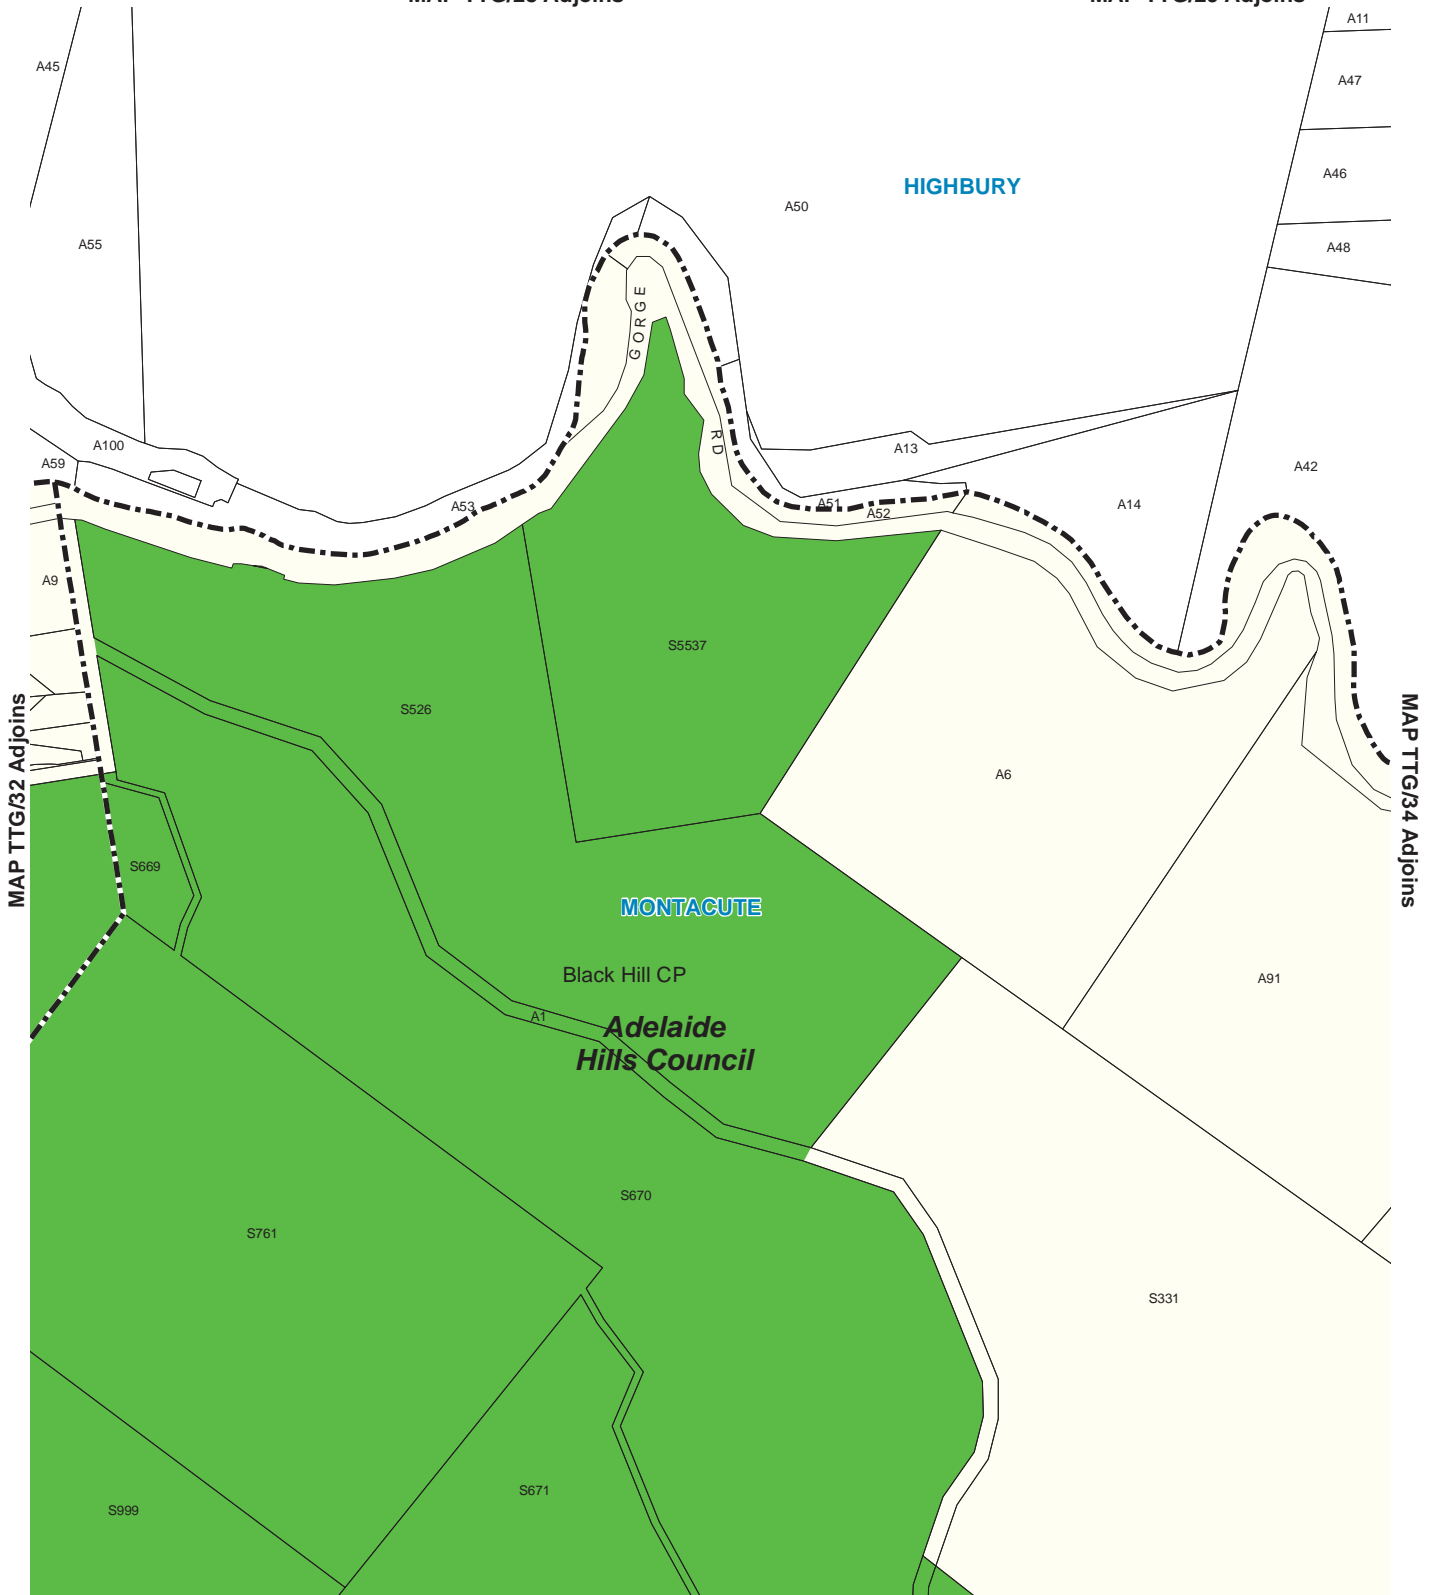 A11
A45
A47
A46
HIGHBURY
A50
A55
A48
GORGE
RD
A100
A13
A59
A42
A53
A51
A52
A14
A9
S5537
S526
MAP TTG/32 Adjoins
MAP TTG/34 Adjoins
A6
S669
MONTACUTE
Black Hill CP
A91
A1
Adelaide
Hills Council
S670
S761
S331
S671
S999